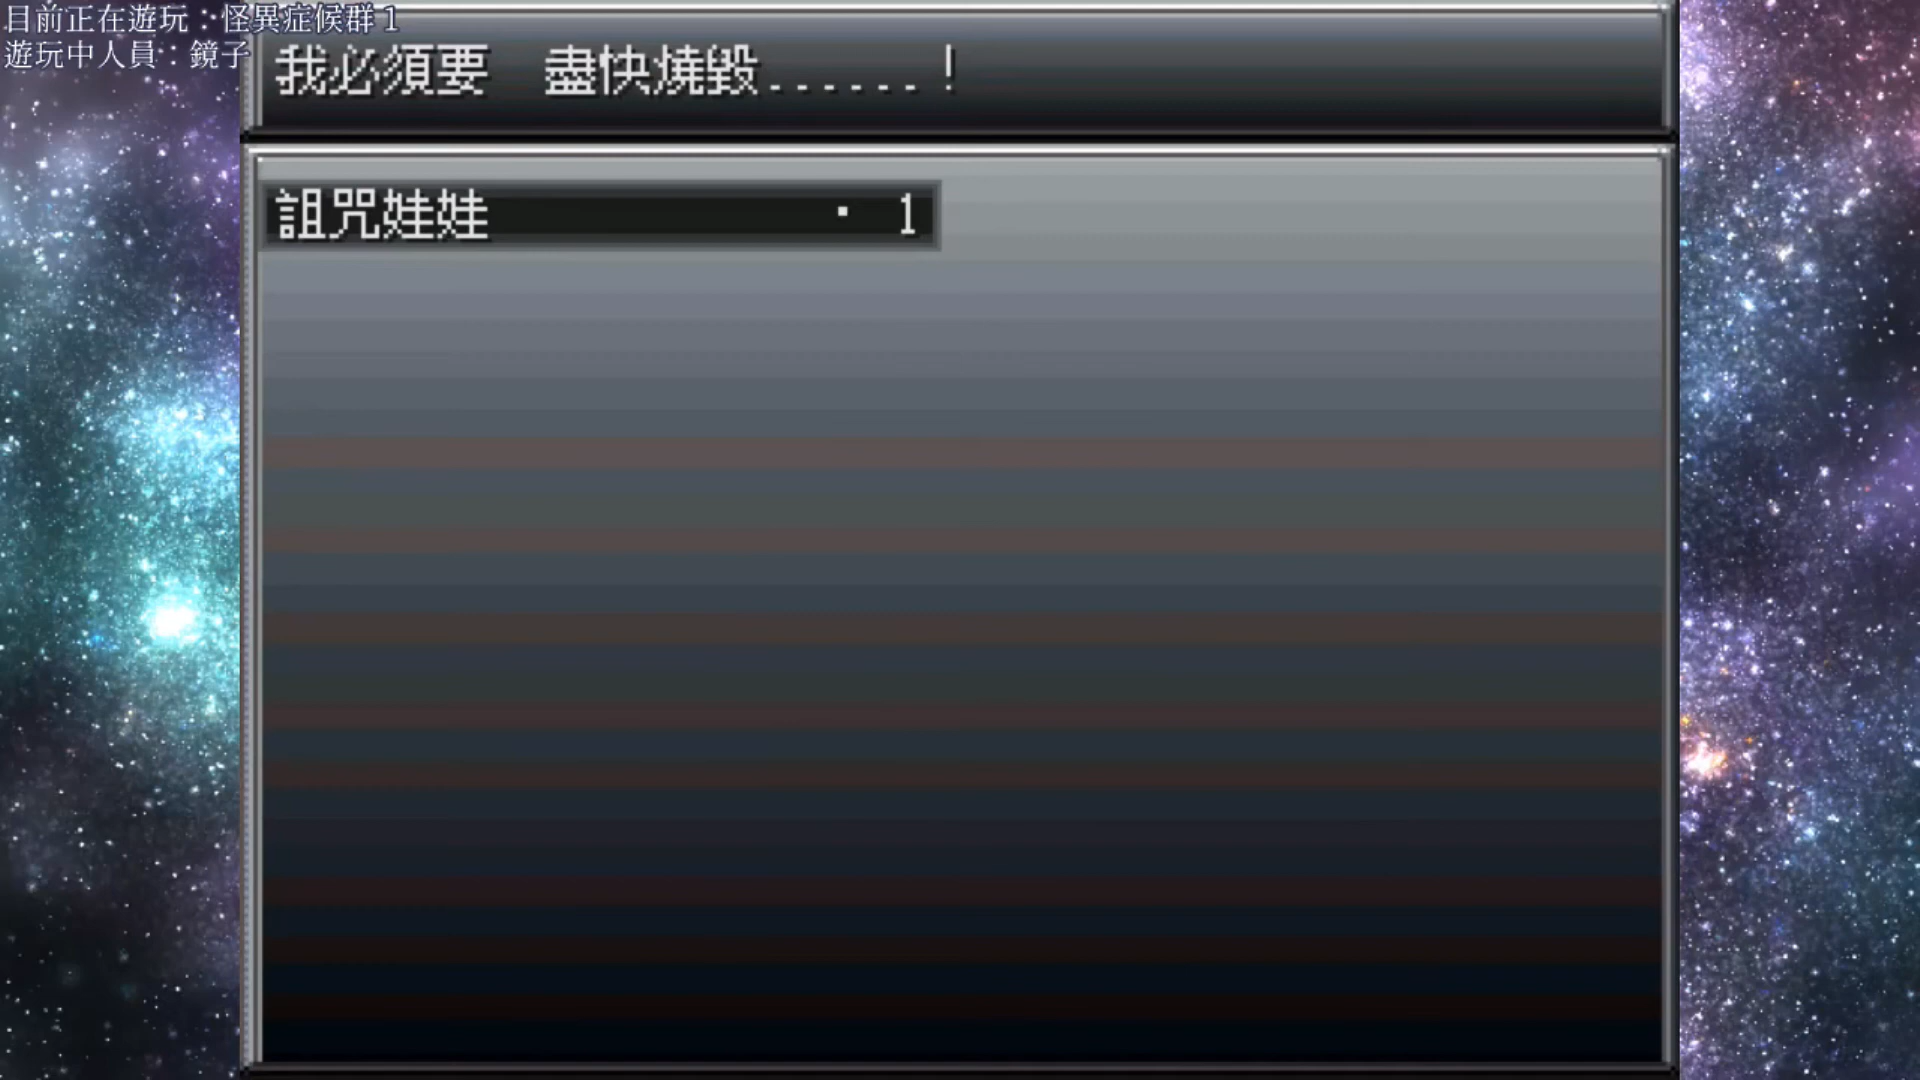 目前正在遊玩：怪異症候群１
遊玩中人員：鏡子
我必須要　盡快燒毀......！
詛咒娃娃 · 1